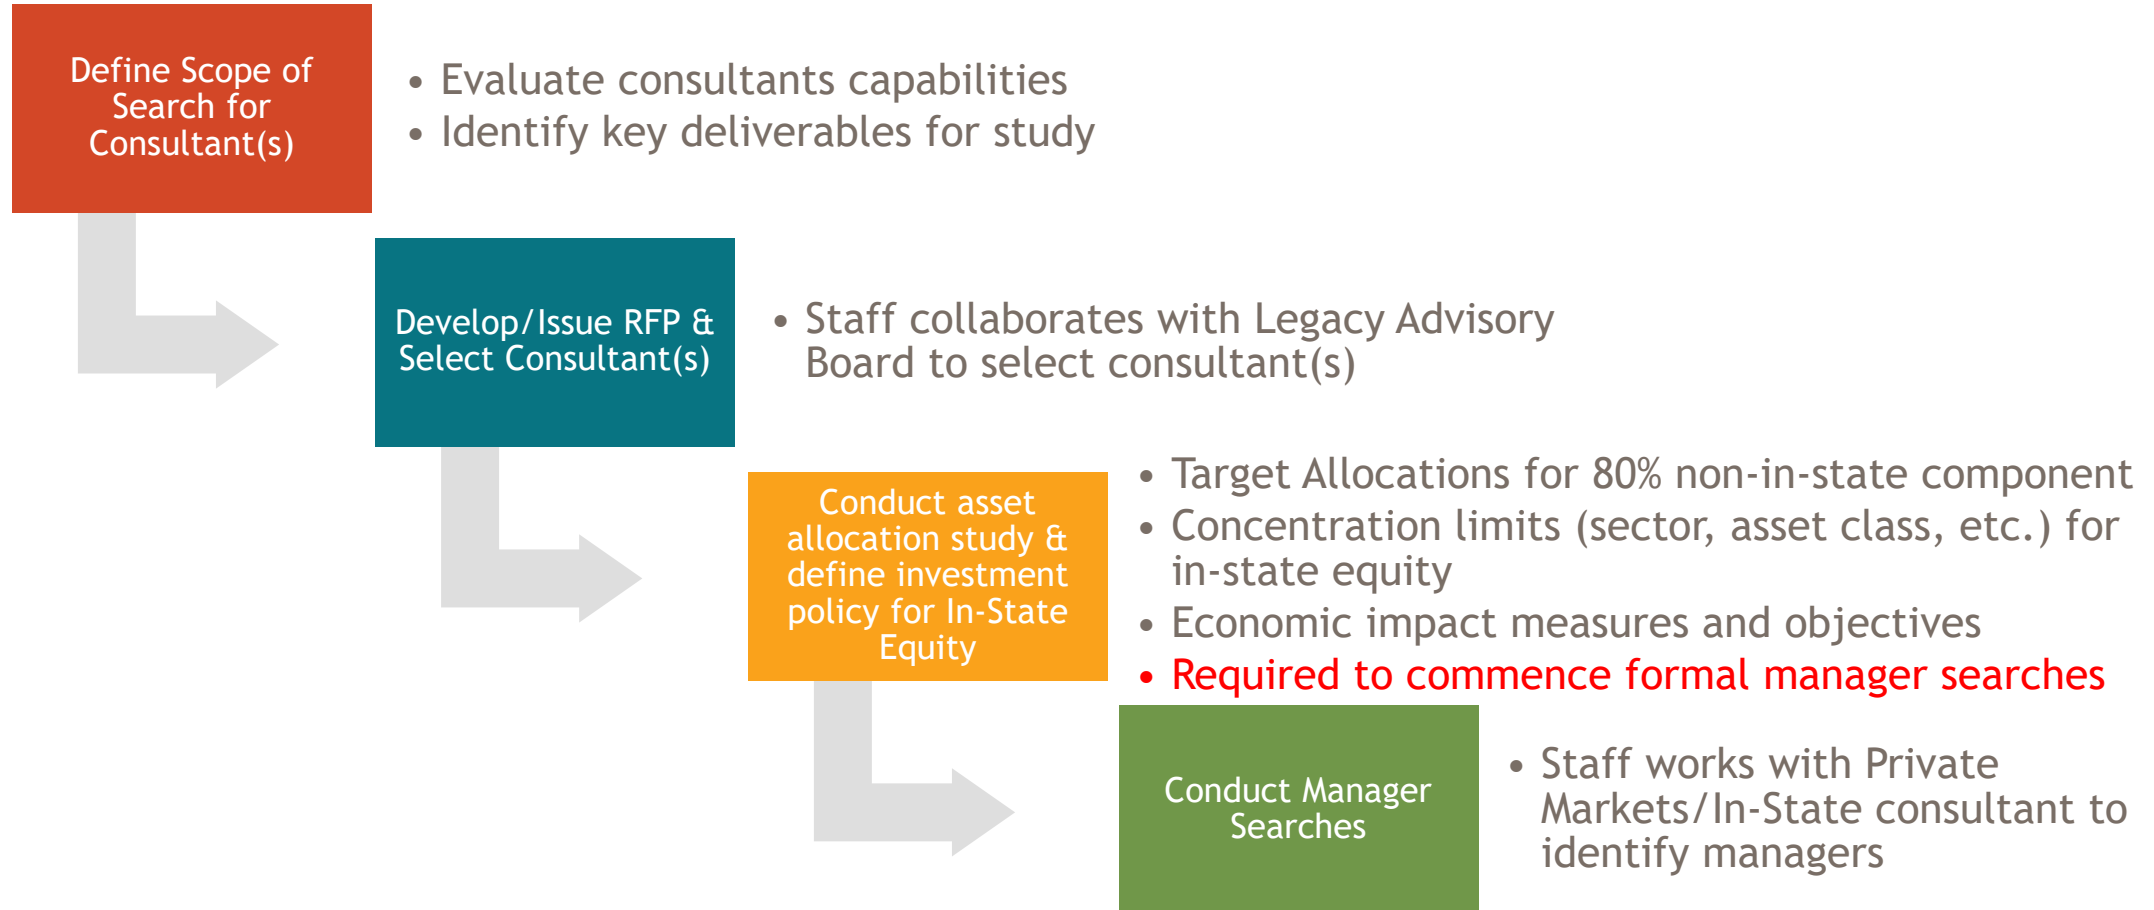 Define Scope of
Search for
Consultant(s)
• Evaluate consultants capabilities
• Identify key deliverables for study
Develop/Issue RFP &
Select Consultant(s)
• Staff collaborates with Legacy Advisory
Board to select consultant(s)
Conduct asset
allocation study &
define investment
policy for In-State
Equity
• Target Allocations for 80% non-in-state component
• Concentration limits (sector, asset class, etc.) for
in-state equity
• Economic impact measures and objectives
• Required to commence formal manager searches
Conduct Manager
Searches
• Staff works with Private
Markets/In-State consultant to
identify managers